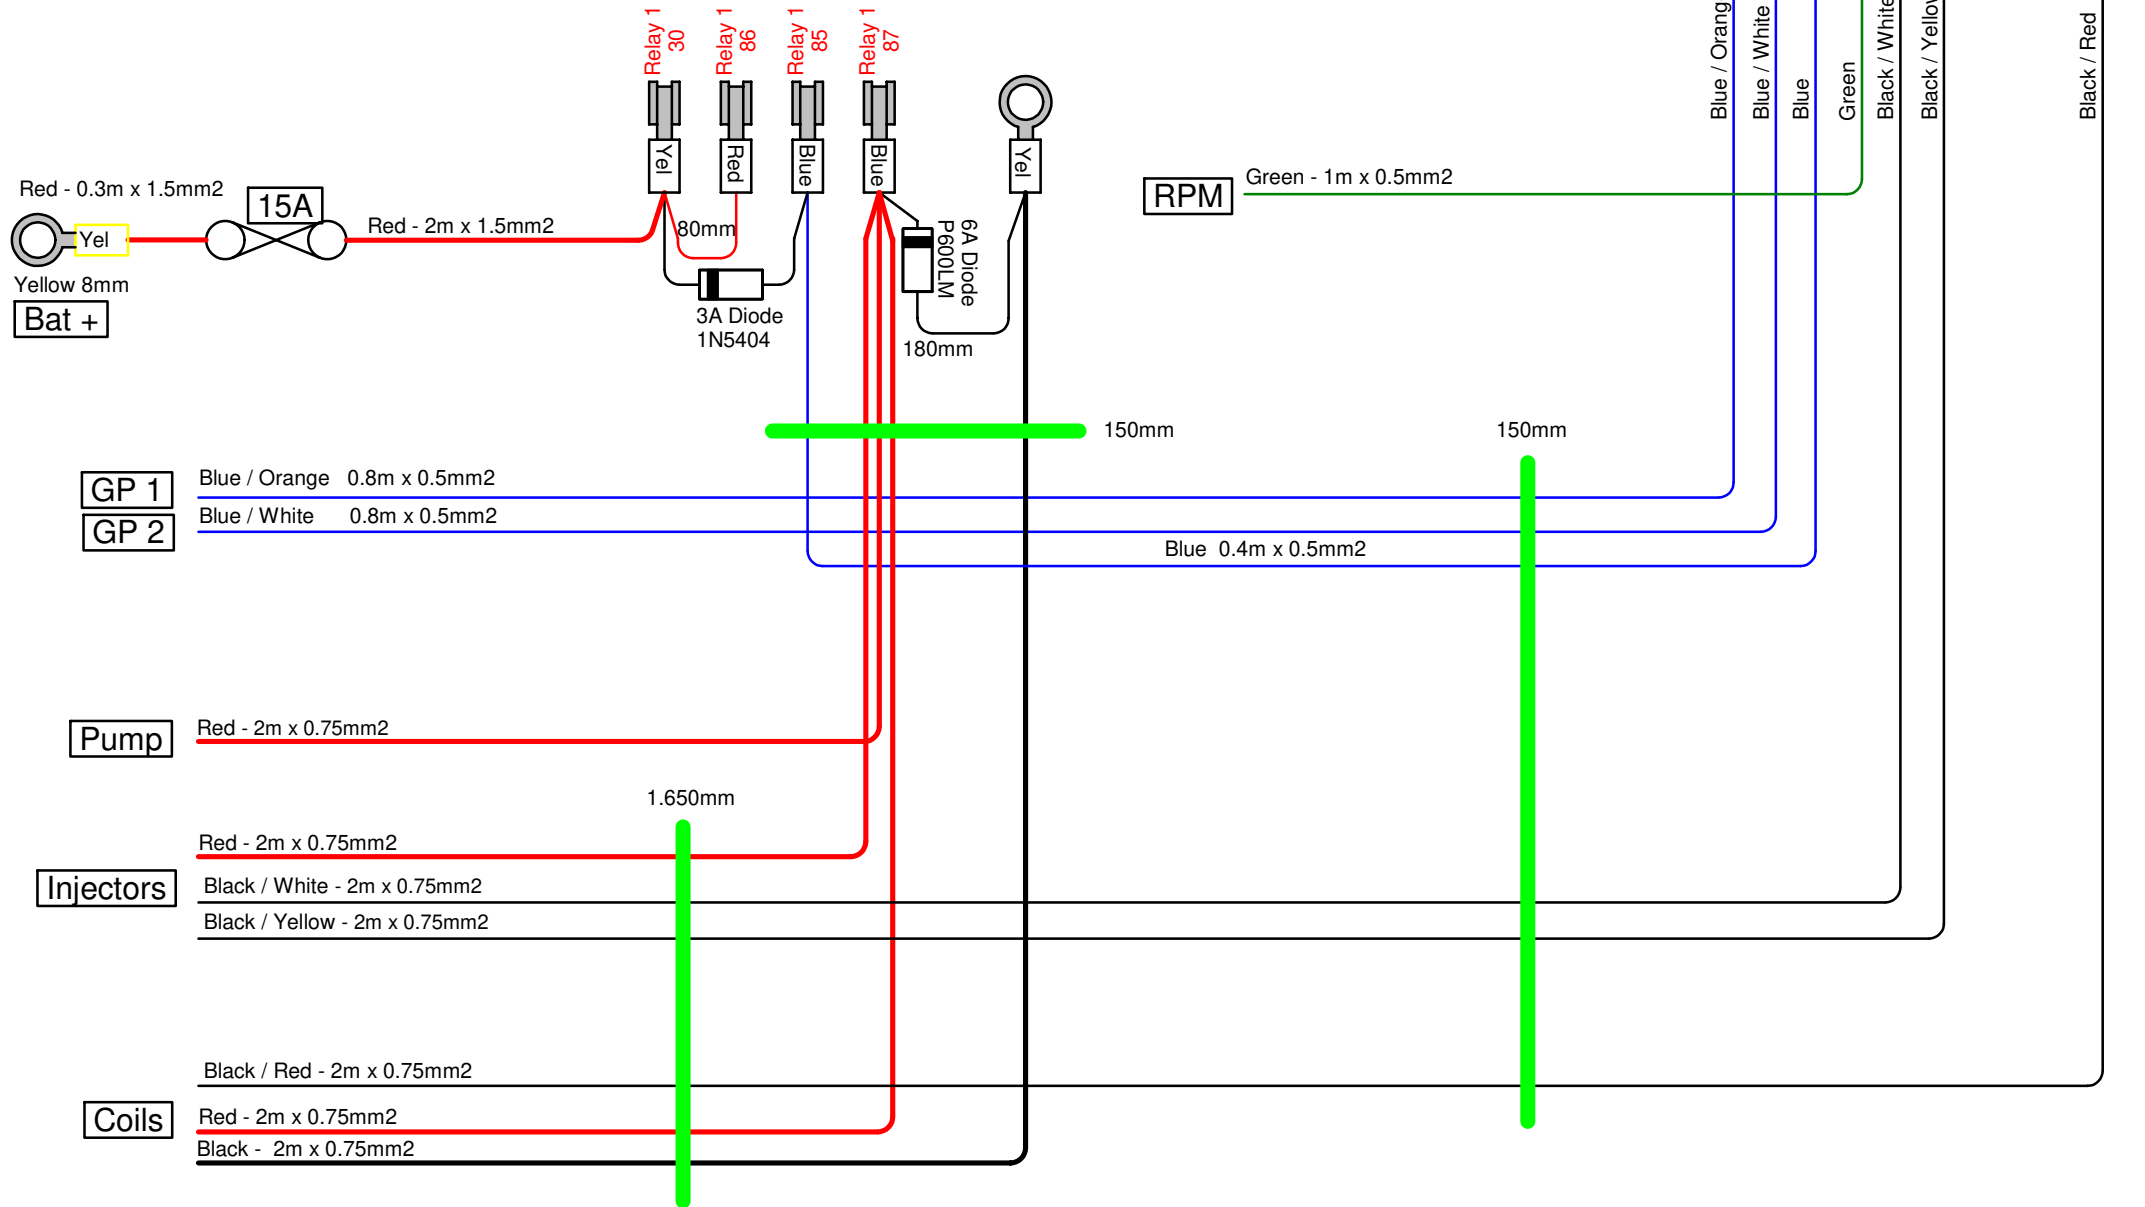 Relay 1
30
Relay 1
86
Relay 1
85
Relay 1
87
Blue / Orang
Blue / White
Blue
Green
Black / White
Black / Yellow
Black / Red
Yel
Red
Blue
Blue
Yel
Red - 0.3m x 1.5mm2
15A
Red - 2m x 1.5mm2
Yel
Yellow 8mm
Bat +
80mm
3A Diode
1N5404
6A Diode
P600LM
180mm
RPM
Green - 1m x 0.5mm2
150mm
150mm
GP 1
Blue / Orange 0.8m x 0.5mm2
GP 2
Blue / White 0.8m x 0.5mm2
Blue 0.4m x 0.5mm2
Pump
Red - 2m x 0.75mm2
1.650mm
Red - 2m x 0.75mm2
Injectors
Black / White - 2m x 0.75mm2
Black / Yellow - 2m x 0.75mm2
Black / Red - 2m x 0.75mm2
Coils
Red - 2m x 0.75mm2
Black - 2m x 0.75mm2